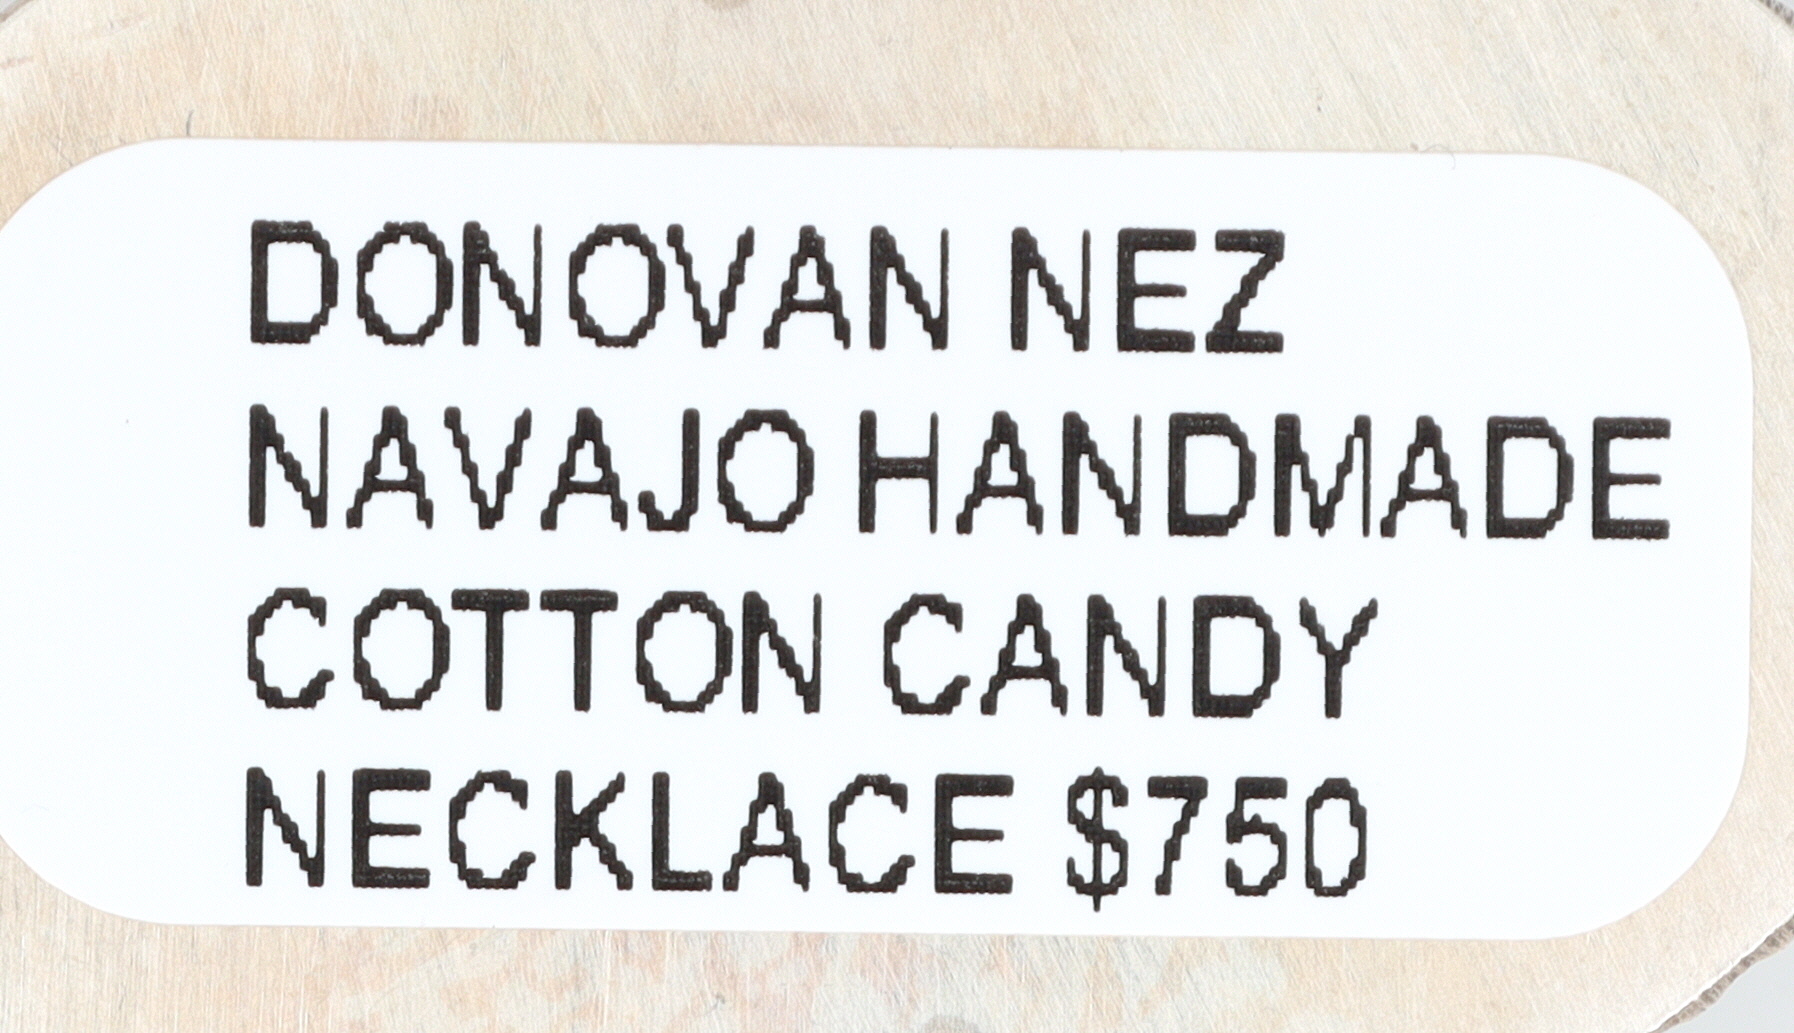 DONOVAN NEZ
NAVAJO HANDMADE
COTTON CANDY
NECKLACE $750